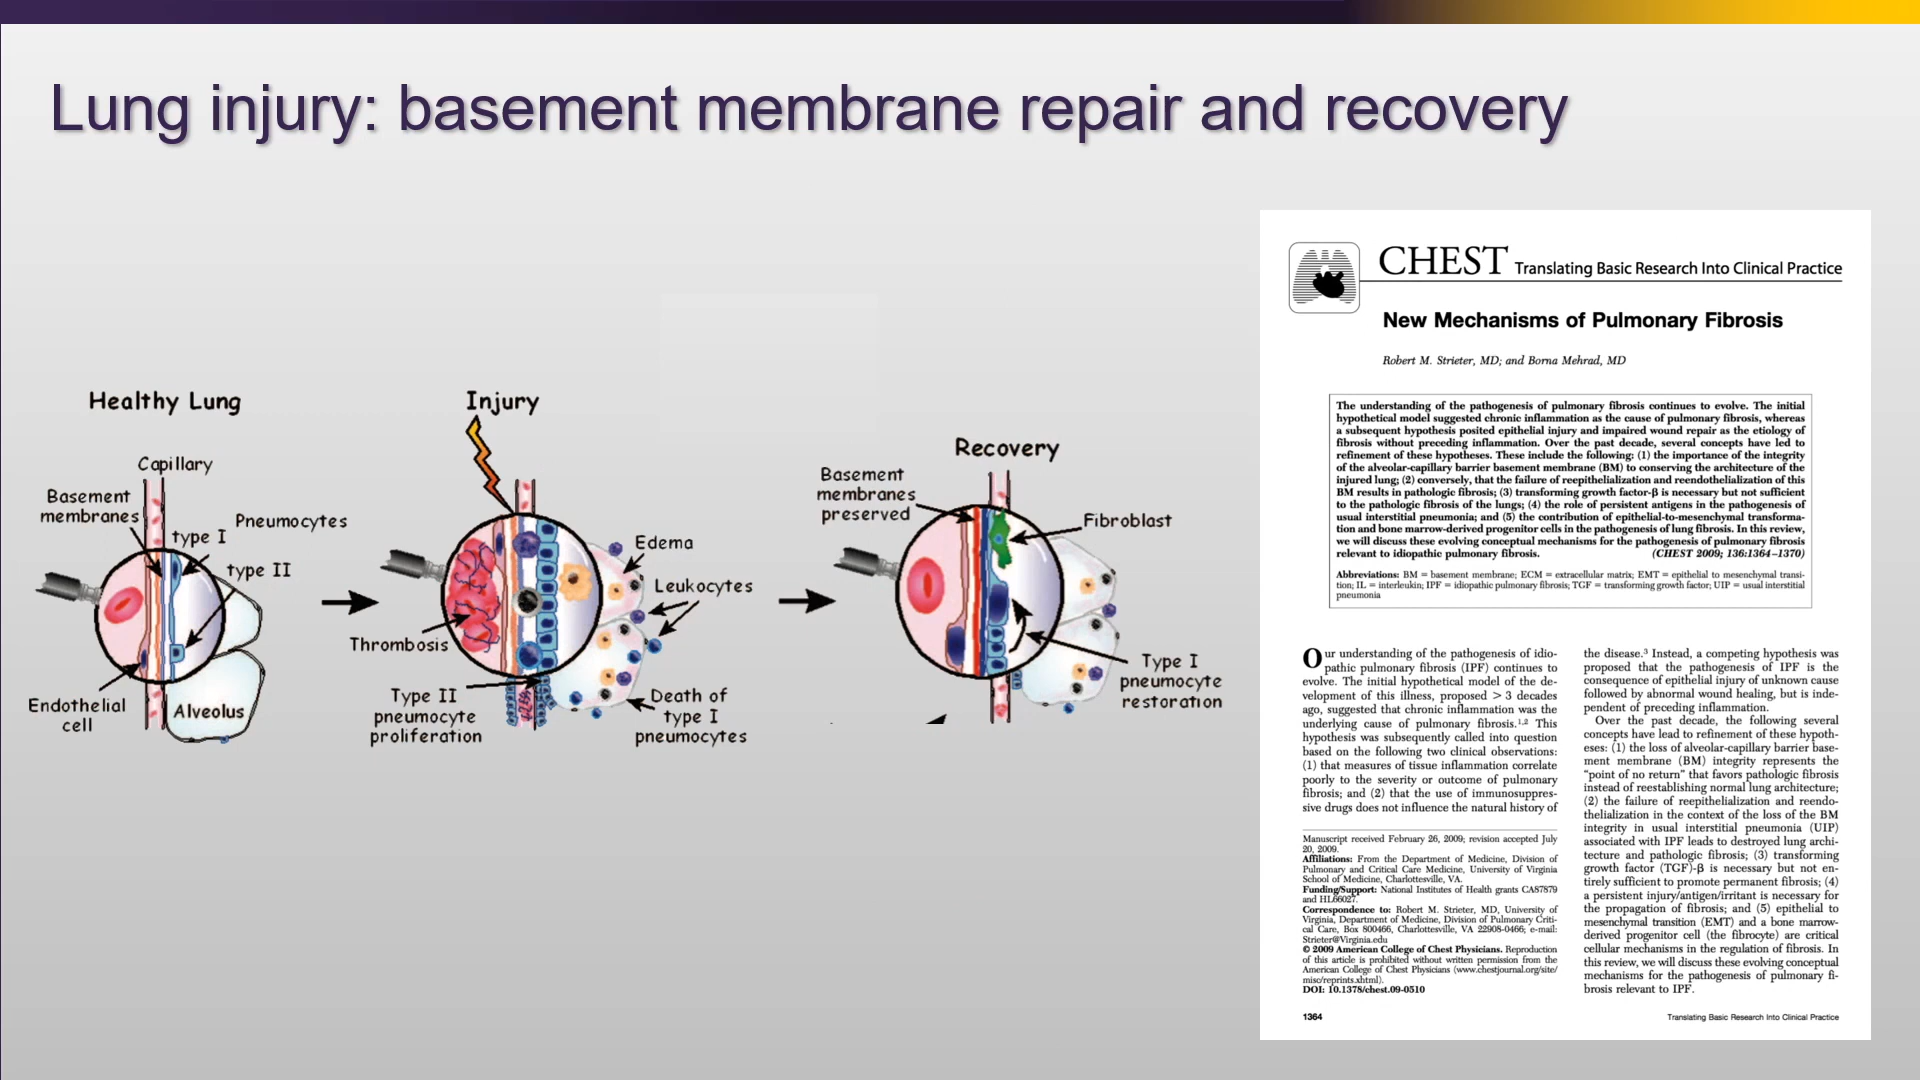 Lung injury: basement membrane repair and recovery
Healthy Lung
Capillary
Basement
membranes
type I
Pneumocytes
type II
Endothelial
cell
Alveolus
Injury
Edema
Leukocytes
Thrombosis
Type II
pneumocyte
proliferation
Death of
type I
pneumocytes
Recovery
Basement
membranes
preserved
Fibroblast
Type I
pneumocyte
restoration
CHEST Translating Basic Research Into Clinical Practice
New Mechanisms of Pulmonary Fibrosis
Robert M. Strieter, MD; and Borna Mehrad, MD
The understanding of the pathogenesis of pulmonary fibrosis continues to evolve. The initial
hypothetical model suggested chronic inflammation as the cause of pulmonary fibrosis, whereas
a subsequent hypothesis posited epithelial injury and impaired wound repair as the etiology of
fibrosis without preceding inflammation. Over the past decade, several concepts have led to
refinement of these hypotheses. These include the following: (1) the importance of the integrity
of the alveolar-capillary barrier basement membrane (BM) to conserving the architecture of the
injured lung; (2) conversely, that the failure of reepithelialization and reendothelialization of this
BM results in pathologic fibrosis; (3) transforming growth factor-β is necessary but not sufficient
to the pathologic fibrosis of the lungs; (4) the role of persistent antigens in the pathogenesis of
usual interstitial pneumonia; and (5) the contribution of epithelial-to-mesenchymal transforma-
tion and bone marrow-derived progenitor cells in the pathogenesis of lung fibrosis. In this review,
we will discuss these evolving conceptual mechanisms for the pathogenesis of pulmonary fibrosis
relevant to idiopathic pulmonary fibrosis. (CHEST 2009; 136:1364–1370)
Abbreviations: BM = basement membrane; ECM = extracellular matrix; EMT = epithelial to mesenchymal transi-
tion; IL = interleukin; IPF = idiopathic pulmonary fibrosis; TGF = transforming growth factor; UIP = usual interstitial
pneumonia
Our understanding of the pathogenesis of idio-
pathic pulmonary fibrosis (IPF) continues to
evolve. The initial hypothetical model of the de-
velopment of this illness, proposed > 3 decades
ago, suggested that chronic inflammation was the
underlying cause of pulmonary fibrosis.1,2 This
hypothesis was subsequently called into question
based on the following two clinical observations:
(1) that measures of tissue inflammation correlate
poorly to the severity or outcome of pulmonary
fibrosis; and (2) that the use of immunosuppres-
sive drugs does not influence the natural history of
Manuscript received February 26, 2009; revision accepted July
20, 2009.
Affiliations: From the Department of Medicine, Division of
Pulmonary and Critical Care Medicine, University of Virginia
School of Medicine, Charlottesville, VA.
Funding/Support: National Institutes of Health grants CA87879
and HL66027.
Correspondence to: Robert M. Strieter, MD, University of
Virginia, Department of Medicine, Division of Pulmonary Criti-
cal Care, Box 800466, Charlottesville, VA 22908-0466; e-mail:
Strieter@Virginia.edu
© 2009 American College of Chest Physicians. Reproduction
of this article is prohibited without written permission from the
American College of Chest Physicians (www.chestjournal.org/site/
misc/reprints.xhtml).
DOI: 10.1378/chest.09-0510
the disease.3 Instead, a competing hypothesis was
proposed that the pathogenesis of IPF is the
consequence of epithelial injury of unknown cause
followed by abnormal wound healing, but is inde-
pendent of preceding inflammation.
Over the past decade, the following several
concepts have lead to refinement of these hypoth-
eses: (1) the loss of alveolar-capillary barrier base-
ment membrane (BM) integrity represents the
“point of no return” that favors pathologic fibrosis
instead of reestablishing normal lung architecture;
(2) the failure of reepithelialization and reendo-
thelialization in the context of the loss of the BM
integrity in usual interstitial pneumonia (UIP)
associated with IPF leads to destroyed lung archi-
tecture and pathologic fibrosis; (3) transforming
growth factor (TGF)-β is necessary but not en-
tirely sufficient to promote permanent fibrosis; (4)
a persistent injury/antigen/irritant is necessary for
the propagation of fibrosis; and (5) epithelial to
mesenchymal transition (EMT) and a bone marrow-
derived progenitor cell (the fibrocyte) are critical
cellular mechanisms in the regulation of fibrosis. In
this review, we will discuss these evolving conceptual
mechanisms for the pathogenesis of pulmonary fi-
brosis relevant to IPF.
1364
Translating Basic Research Into Clinical Practice